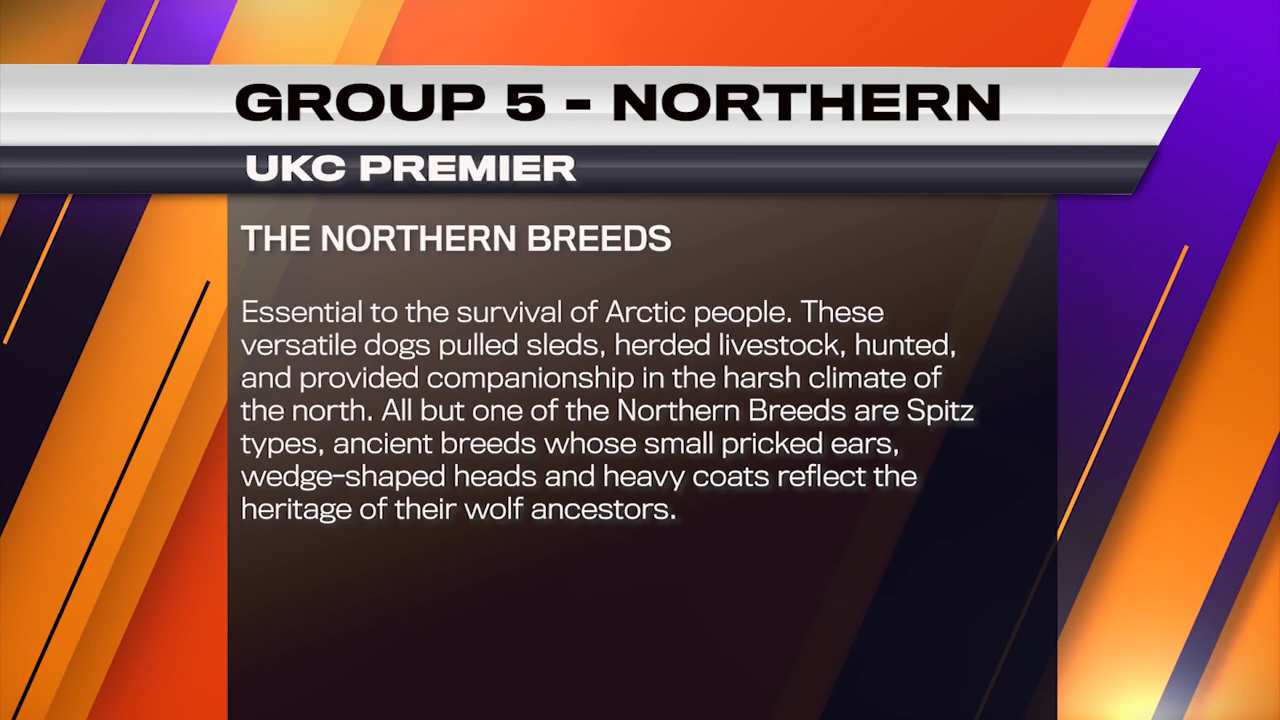 GROUP 5 - NORTHERN
UKC PREMIER
THE NORTHERN BREEDS
Essential to the survival of Arctic people. These
versatile dogs pulled sleds, herded livestock, hunted,
and provided companionship in the harsh climate of
the north. All but one of the Northern Breeds are Spitz
types, ancient breeds whose small pricked ears,
wedge-shaped heads and heavy coats reflect the
heritage of their wolf ancestors.